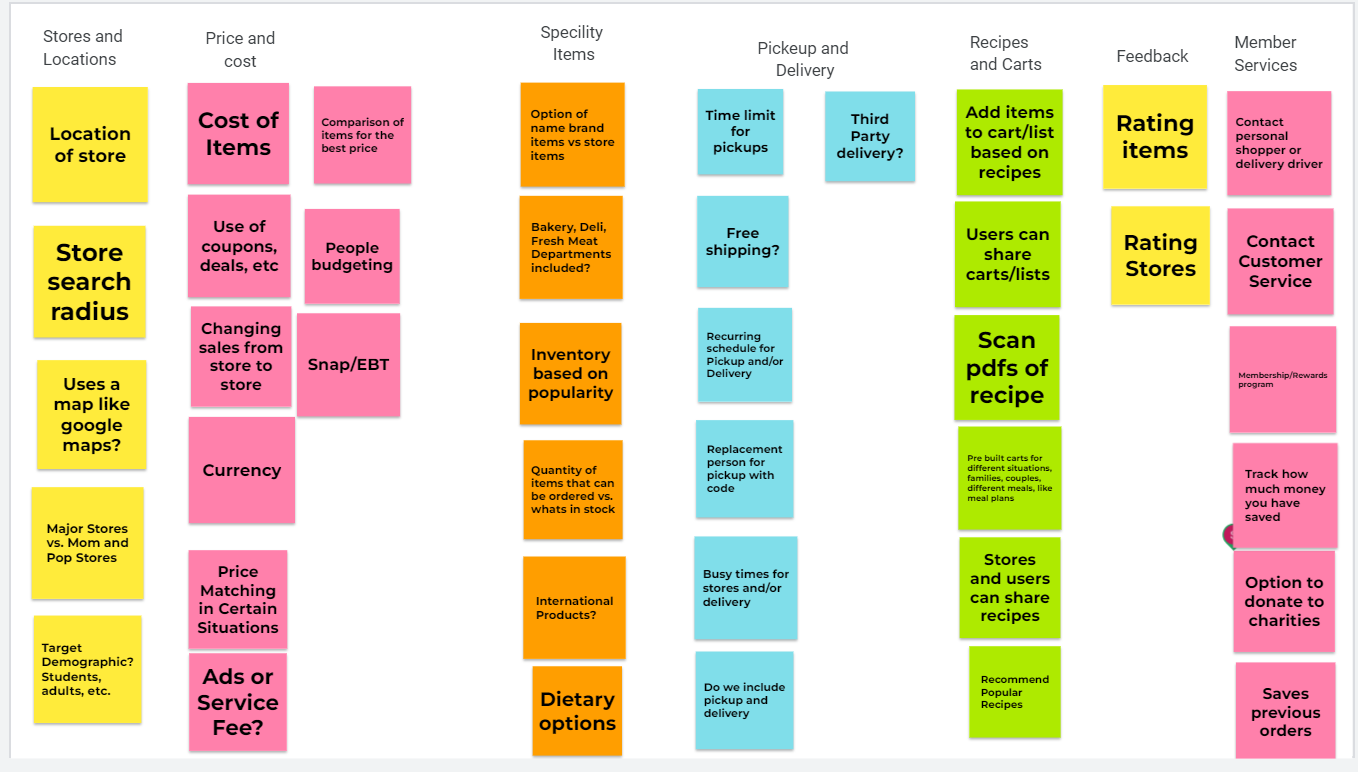 Stores and
Locations
Location
of store
Store
search
radius
Uses a
map like
google
maps?
Major Stores
vs. Mom and
Pop Stores
Target
Demographic?
Students,
adults, etc.
Price and
cost
Cost of
Items
Comparison of
items for the
best price
Use of
coupons,
deals, etc
People
budgeting
Changing
sales from
store to
store
Snap/EBT
Currency
Price
Matching
in Certain
Situations
Ads or
Service
Fee?
Specility
Items
Option of
name brand
items vs store
items
Bakery, Deli,
Fresh Meat
Departments
included?
Inventory
based on
popularity
Quantity of
items that can
be ordered vs.
whats in stock
International
Products?
Dietary
options
Pickeup and
Delivery
Time limit
for
pickups
Third
Party
delivery?
Free
shipping?
Recurring
schedule for
Pickup and/or
Delivery
Replacement
person for
pickup with
code
Busy times for
stores and/or
delivery
Do we include
pickup and
delivery
Recipes
and Carts
Add items
to cart/list
based on
recipes
Users can
share
carts/lists
Scan
pdfs of
recipe
Pre built carts for
different situations,
families, couples,
different meals, like
meal plans
Stores
and users
can share
recipes
Recommend
Popular
Recipes
Feedback
Rating
items
Rating
Stores
Member
Services
Contact
personal
shopper or
delivery driver
Contact
Customer
Service
Membership/Rewards
program
Track how
much money
you have
saved
Option to
donate to
charities
Saves
previous
orders